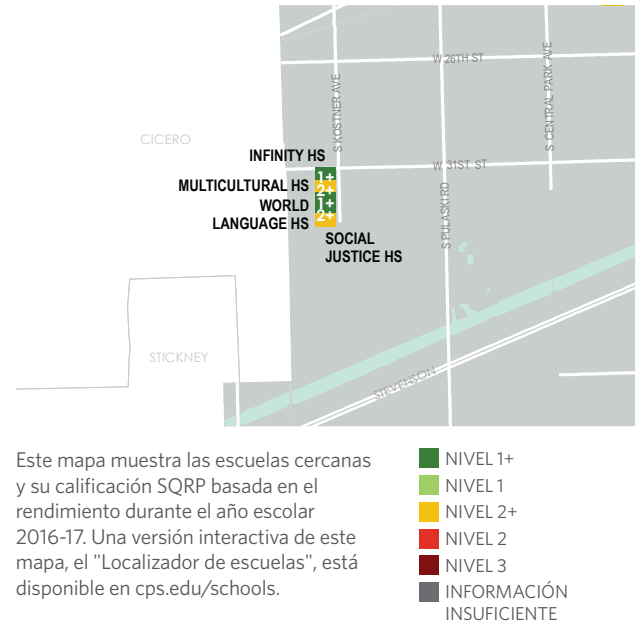 W 26TH ST
S KOSTNER AVE
S CENTRAL PARK AVE
CICERO
INFINITY HS
W 31ST ST
1+
MULTICULTURAL HS
2+
WORLD
LANGUAGE HS
1+
2+
S PULASKI RD
SOCIAL
JUSTICE HS
STICKNEY
STEVENSON
Este mapa muestra las escuelas cercanas
y su calificación SQRP basada en el
rendimiento durante el año escolar
2016-17. Una versión interactiva de este
mapa, el "Localizador de escuelas", está
disponible en cps.edu/schools.
NIVEL 1+
NIVEL 1
NIVEL 2+
NIVEL 2
NIVEL 3
INFORMACIÓN
INSUFICIENTE